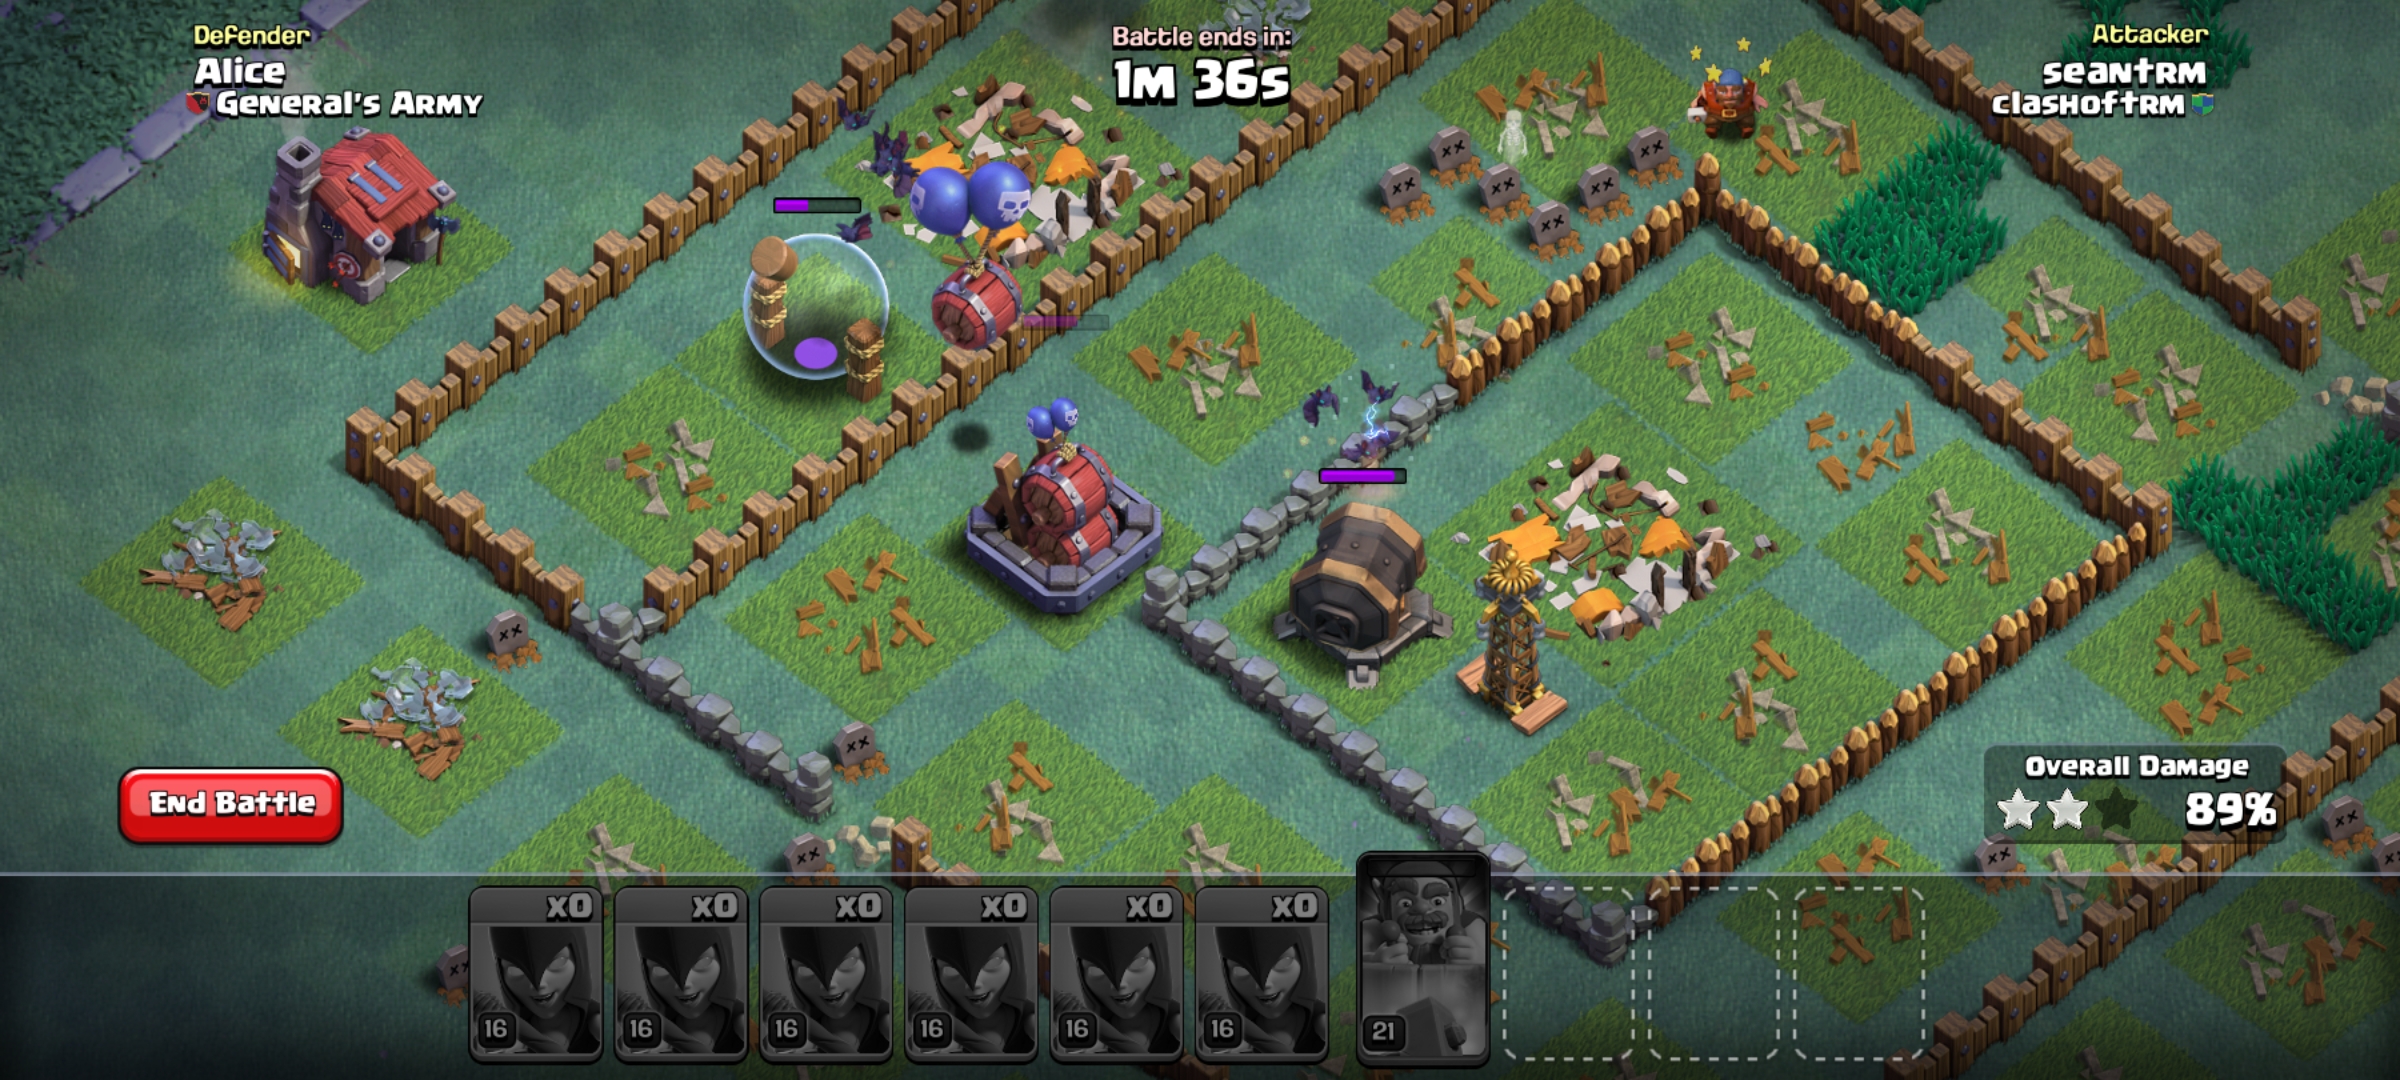 Defender
Alice
General's Army
Battle ends in:
1M 36s
Attacker
seantrm
clashoftrm
End Battle
Overall Damage
89%
x0 x0 x0 x0 x0 x0
16 16 16 16 16 16 21